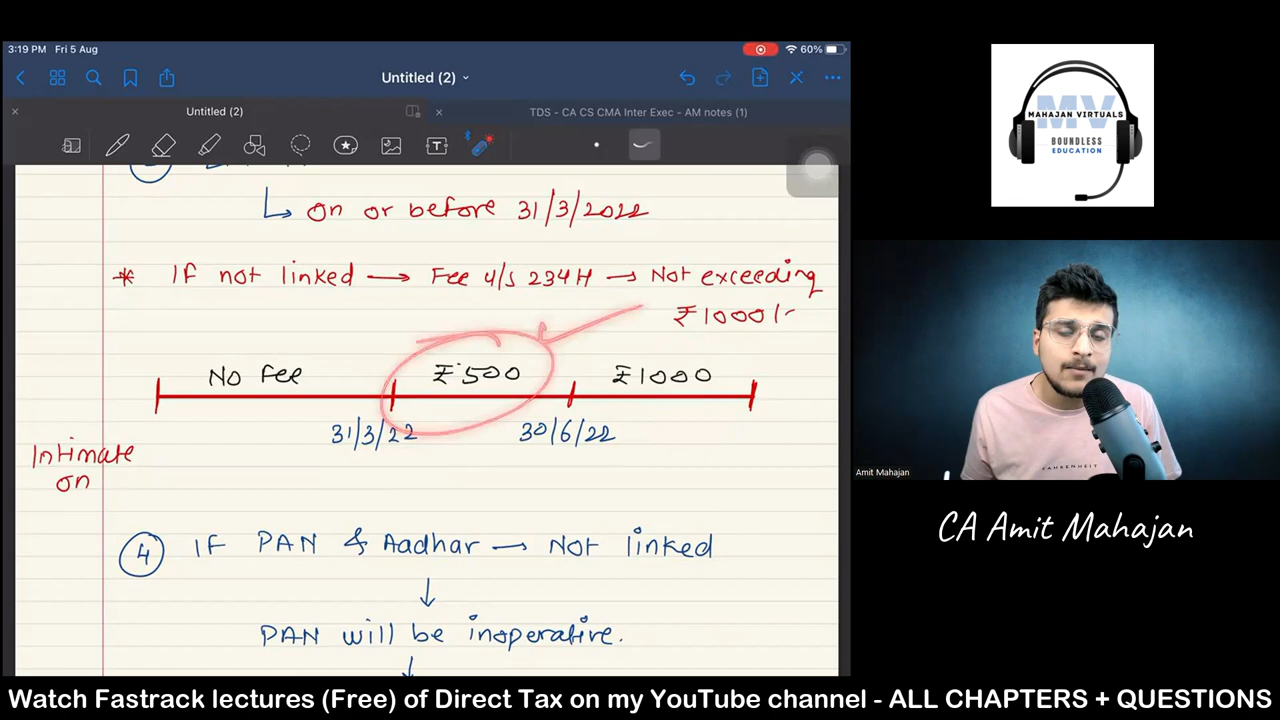 3:19 PM Fri 5 Aug
60%
Untitled (2)
Untitled (2)
TDS - CA CS CMA Inter Exec - AM notes (1)
on or before 31/3/2022
* If not linked → Fee u/s 234H → Not exceeding
₹1000/-
No Fee ₹500 ₹1000
31/3/22 30/6/22
Intimate
on
4 If PAN & Aadhar → Not linked
↓
PAN will be inoperative.
MV
MAHAJAN VIRTUALS
BOUNDLESS
EDUCATION
FAHRENHEIT
Amit Mahajan
CA Amit Mahajan
Watch Fastrack lectures (Free) of Direct Tax on my YouTube channel - ALL CHAPTERS + QUESTIONS